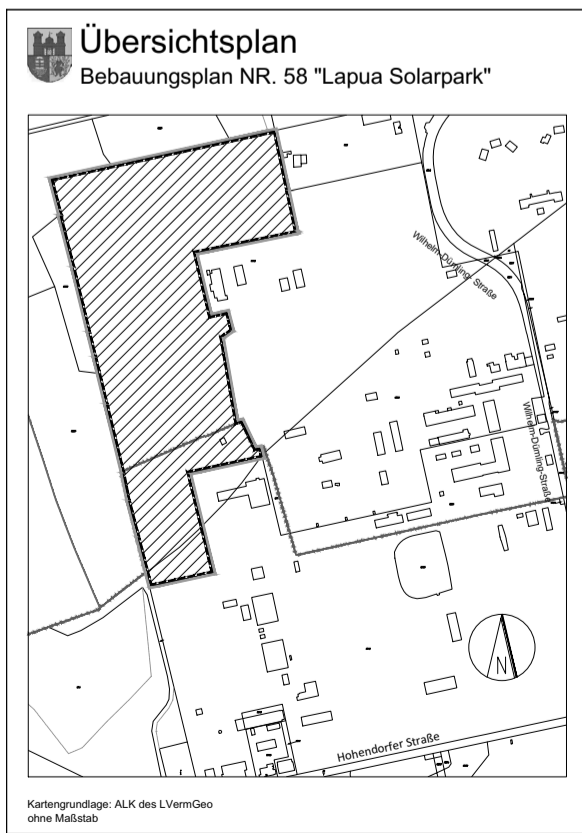 Übersichtsplan
Bebauungsplan NR. 58 "Lapua Solarpark"
Wilhelm-Dümling-Straße
Wilhelm-Dümling-Straße
N
Hohendorfer Straße
Kartengrundlage: ALK des LVermGeo
ohne Maßstab